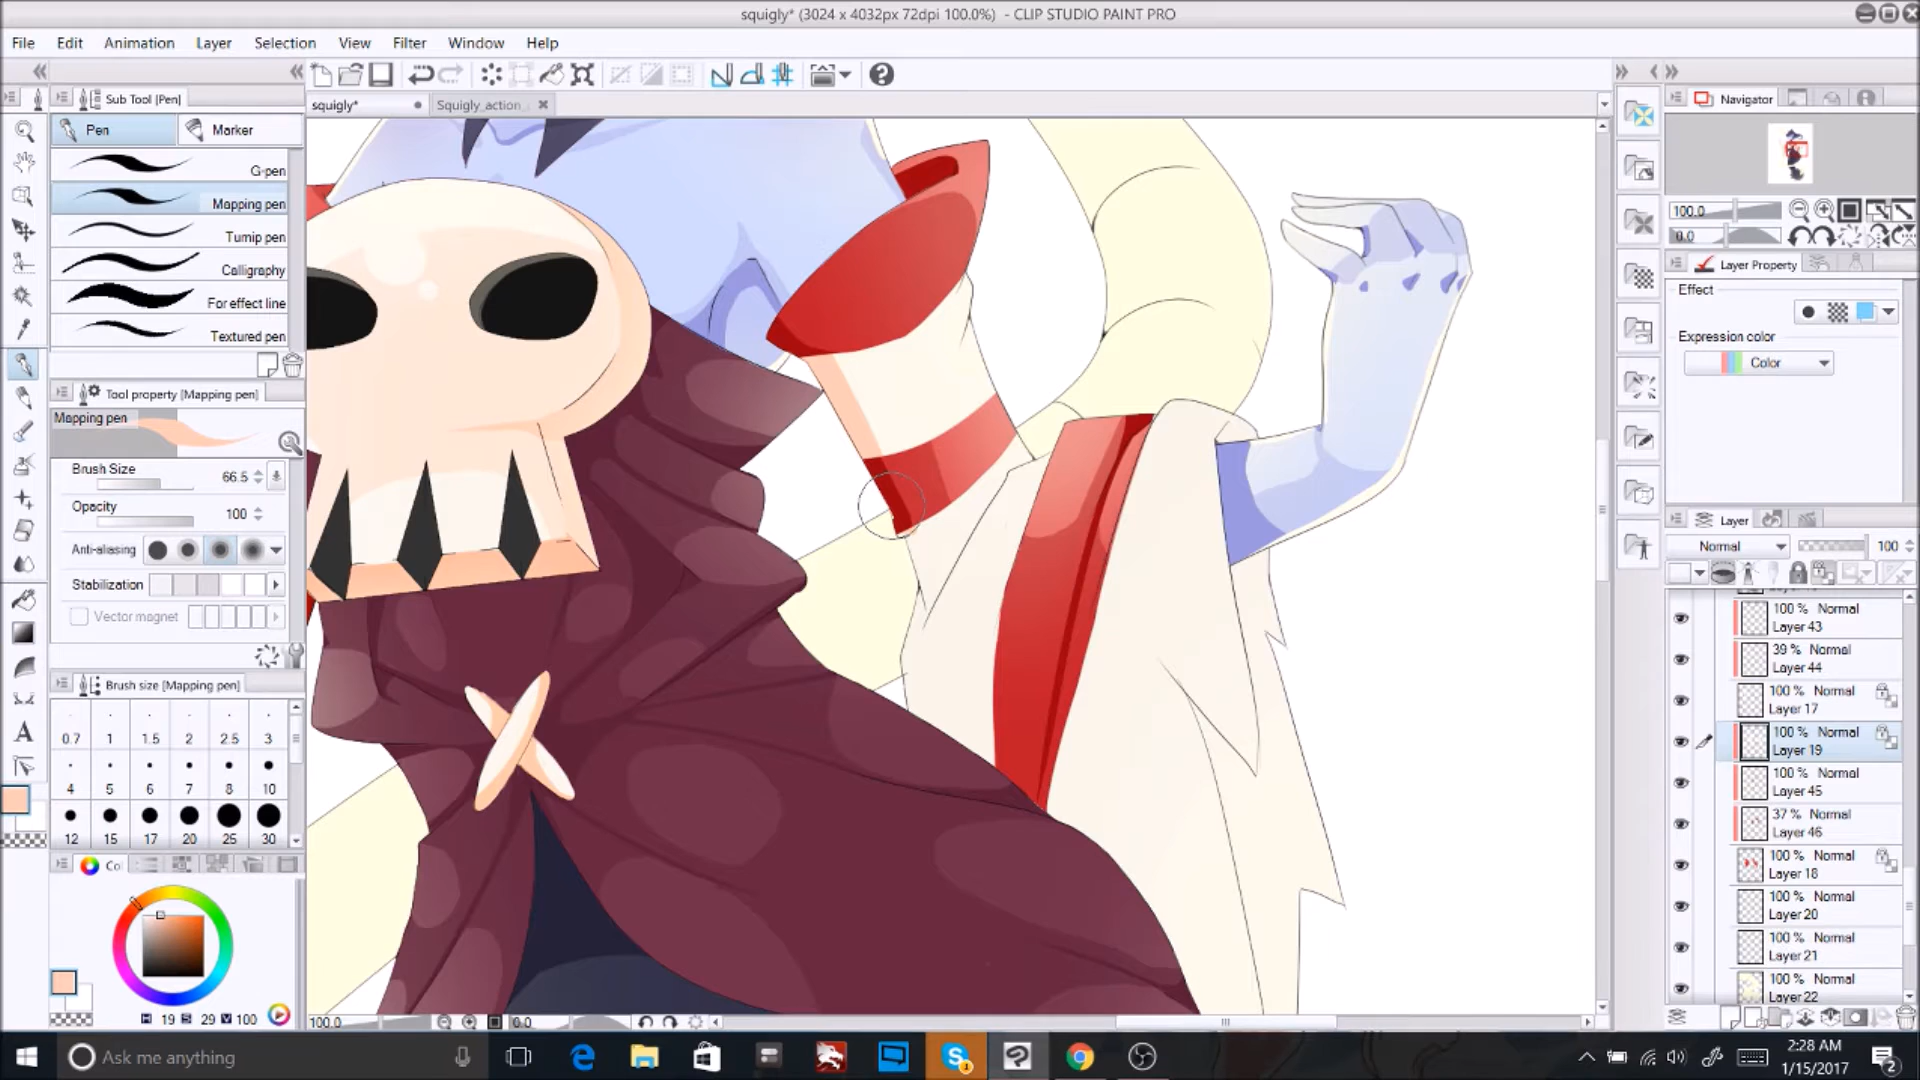 squigly* (3024 x 4032px 72dpi 100.0%) - CLIP STUDIO PAINT PRO
File Edit Animation Layer Selection View Filter Window Help
Sub Tool [Pen]
squigly*
Squigly_action
Navigator
Pen
Marker
G-pen
Mapping pen
Turnip pen
Calligraphy
For effect line
Textured pen
100.0
0.0
Layer Property
Effect
Expression color
Color
Tool property [Mapping pen]
Mapping pen
Brush Size
66.5
Opacity
100
Anti-aliasing
Stabilization
Vector magnet
Layer
Normal
100
100 % Normal
Layer 43
39 % Normal
Layer 44
100 % Normal
Layer 17
100 % Normal
Layer 19
100 % Normal
Layer 45
37 % Normal
Layer 46
100 % Normal
Layer 18
100 % Normal
Layer 20
100 % Normal
Layer 21
100 % Normal
Layer 22
Brush size [Mapping pen]
0.7 1 1.5 2 2.5 3
4 5 6 7 8 10
12 15 17 20 25 30
Co
H 19 S 29 V 100
100.0
0.0
Ask me anything
2:28 AM
1/15/2017
2